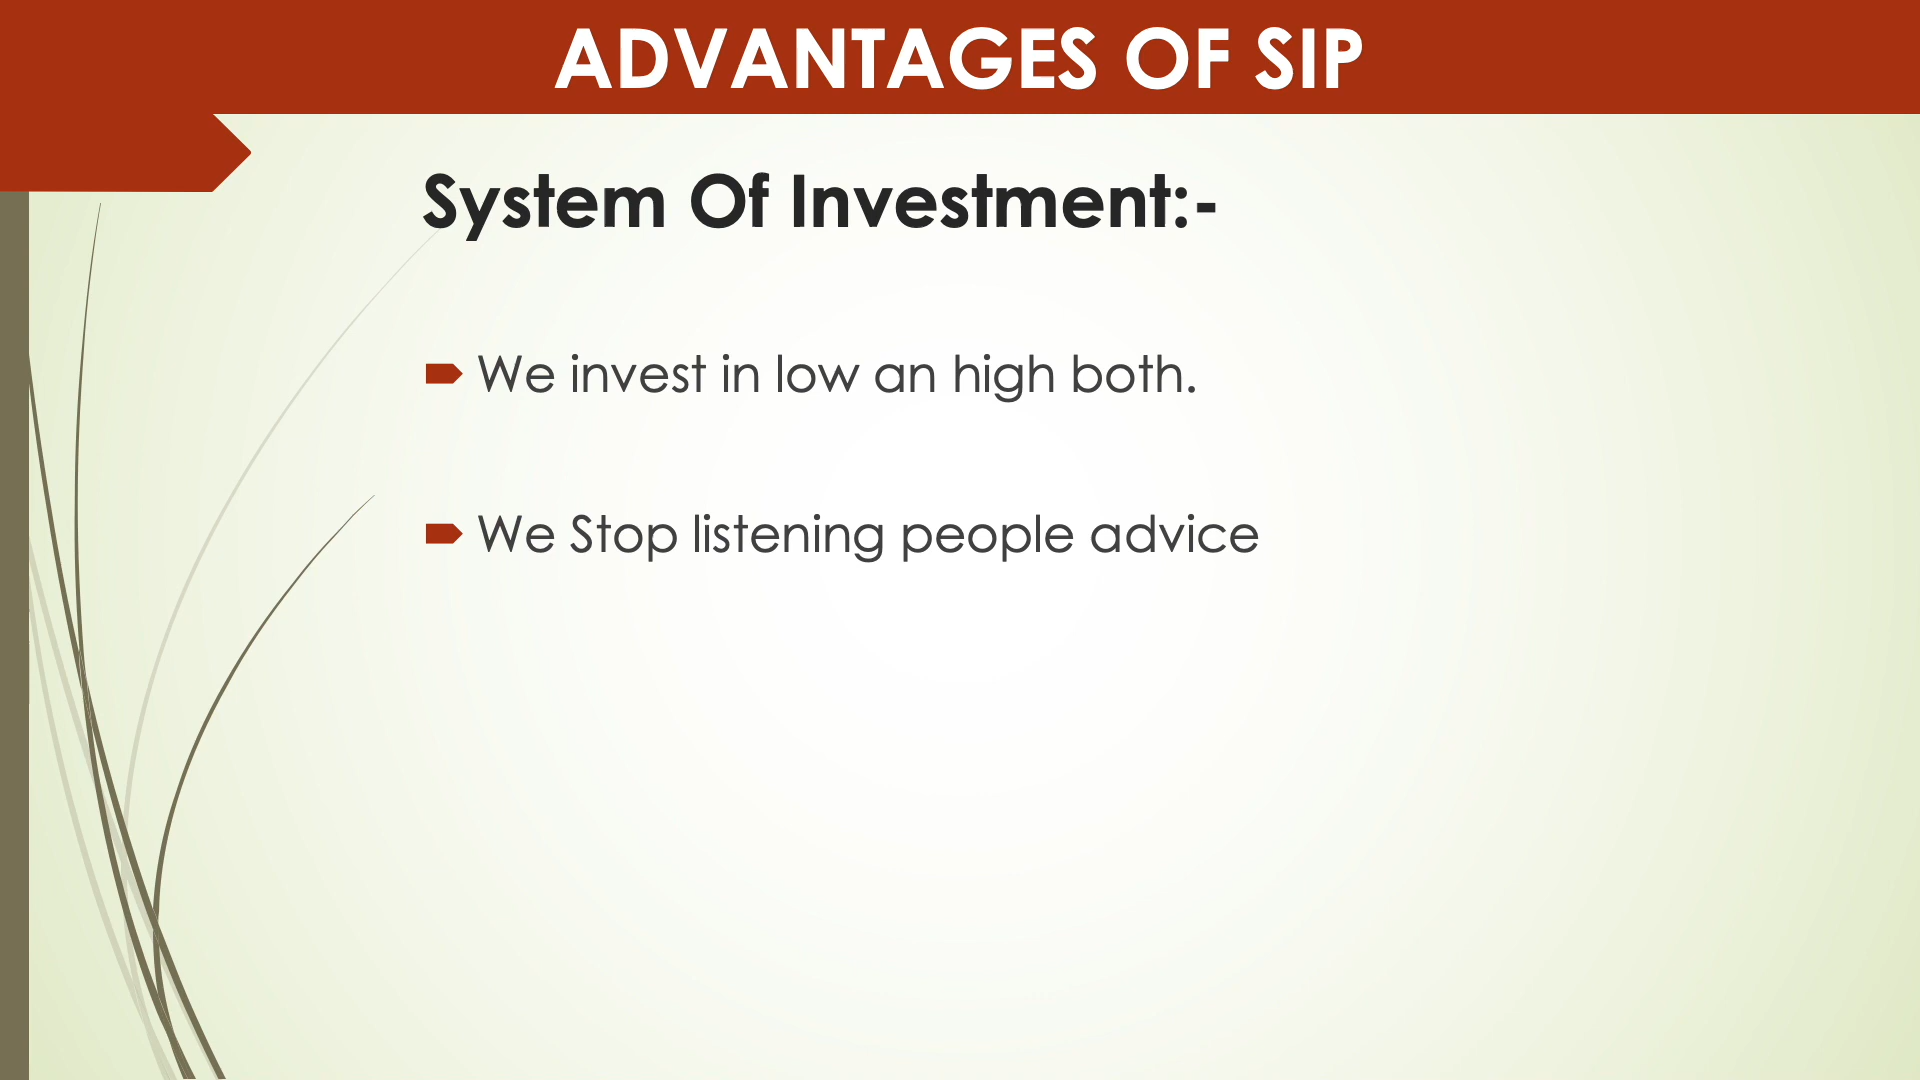 ADVANTAGES OF SIP
System Of Investment:-
We invest in low an high both.
We Stop listening people advice